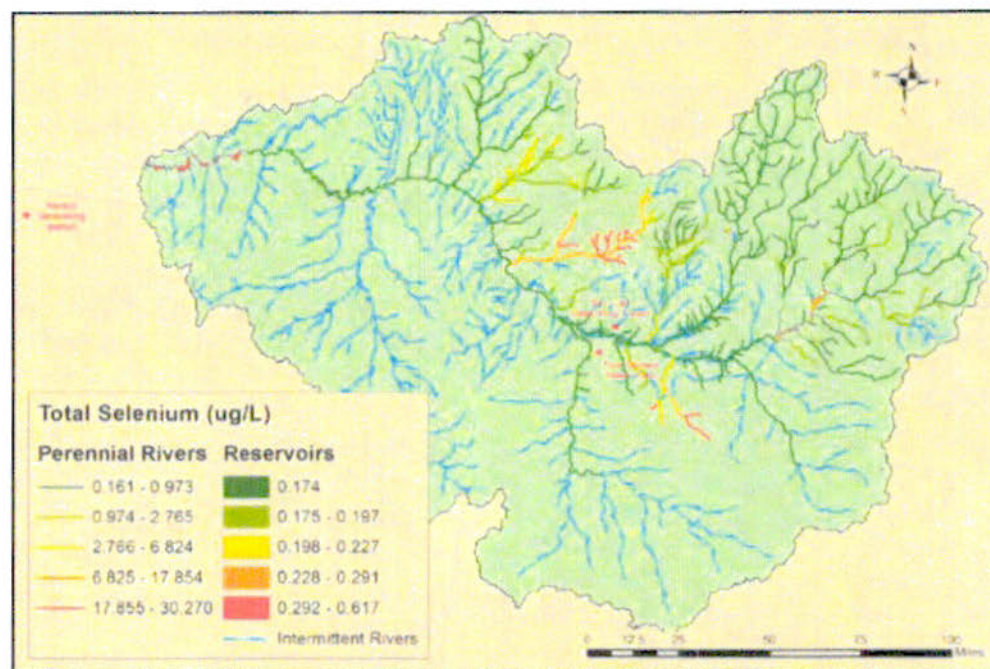 N
E
S
Station
Total Selenium (ug/L)
Perennial Rivers
0.161 - 0.973
0.974 - 2.765
2.766 - 6.824
6.825 - 17.854
17.855 - 30.270
Reservoirs
0.174
0.175 - 0.197
0.198 - 0.227
0.228 - 0.291
0.292 - 0.617
Intermittent Rivers
0 12.5 25 50 75 100
Miles